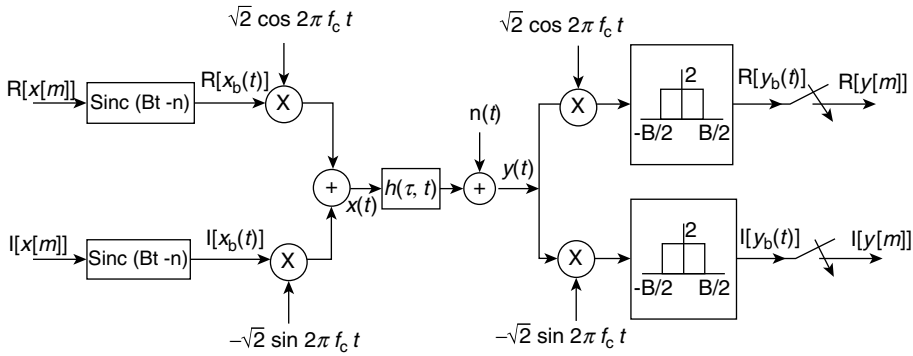 √2 cos 2π f_c t
√2 cos 2π f_c t
R[x[m]]
Sinc (Bt -n)
R[x_b(t)]
X
X
2
-B/2
B/2
R[y_b(t)]
R[y[m]]
n(t)
+
x(t)
h(τ, t)
+
y(t)
I[x[m]]
Sinc (Bt -n)
I[x_b(t)]
X
X
2
-B/2
B/2
I[y_b(t)]
I[y[m]]
-√2 sin 2π f_c t
-√2 sin 2π f_c t